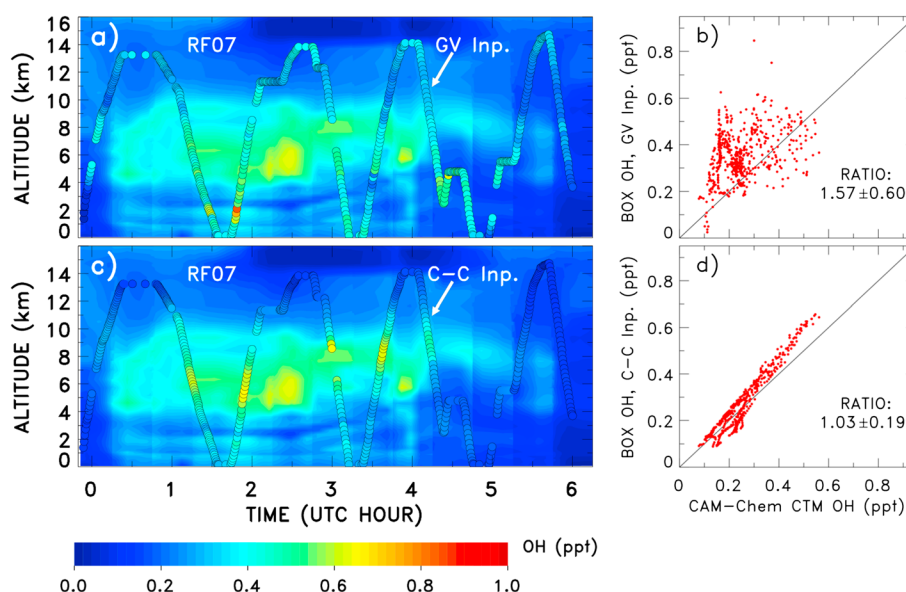 16
14
12
10
8
6
4
2
0
ALTITUDE (km)
a)
RF07
GV Inp.
b)
0.8
0.6
0.4
0.2
0
BOX OH, GV Inp. (ppt)
RATIO:
1.57±0.60
14
12
10
8
6
4
2
0
ALTITUDE (km)
c)
RF07
C-C Inp.
0 1 2 3 4 5 6
TIME (UTC HOUR)
d)
0.8
0.6
0.4
0.2
0
BOX OH, C-C Inp. (ppt)
RATIO:
1.03±0.19
0 0.2 0.4 0.6 0.8
CAM-Chem CTM OH (ppt)
OH (ppt)
0.0 0.2 0.4 0.6 0.8 1.0